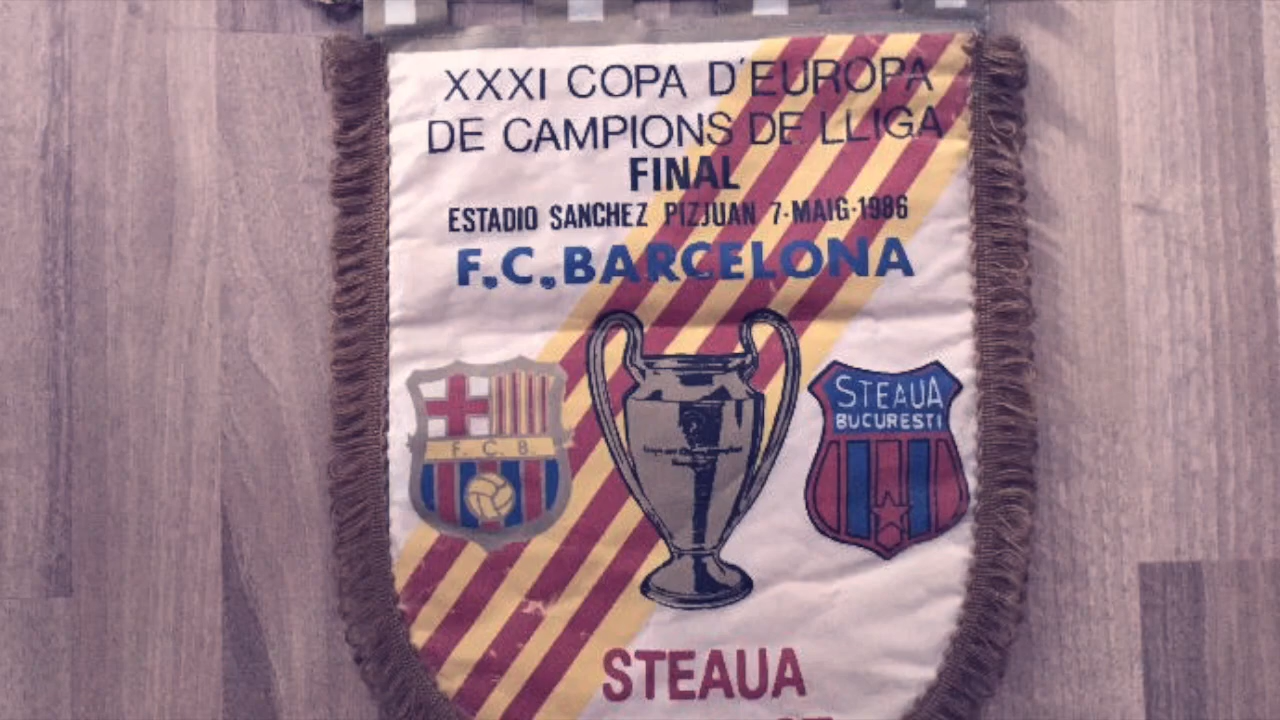 XXXI COPA D'EUROPA
DE CAMPIONS DE LLIGA
FINAL
ESTADIO SANCHEZ PIZJUAN 7-MAIG-1986
F.C.BARCELONA
F. C. B.
STEAUA
BUCURESTI
STEAUA